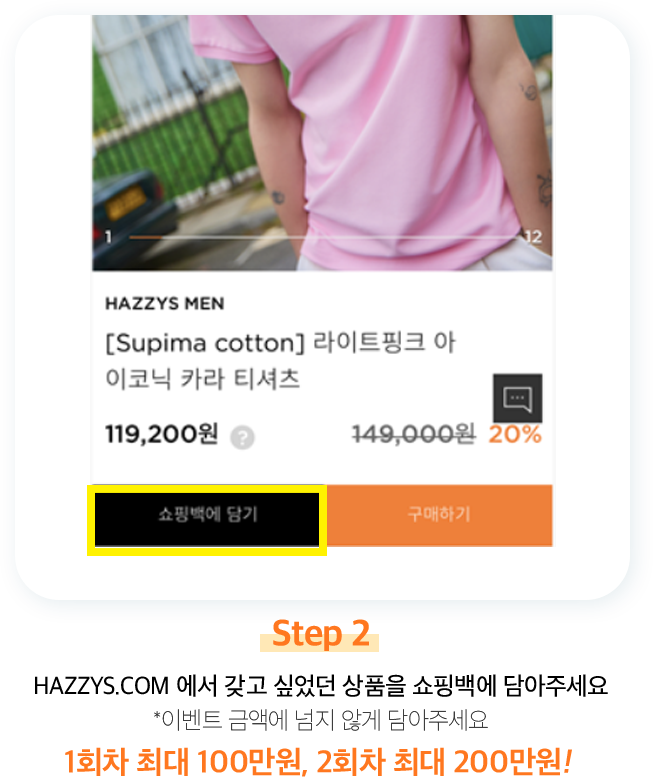 1
12
HAZZYS MEN
[Supima cotton] 라이트핑크 아
이코닉 카라 티셔츠
119,200원 ? 149,000원 20%
쇼핑백에 담기 구매하기
Step 2
HAZZYS.COM 에서 갖고 싶었던 상품을 쇼핑백에 담아주세요
*이벤트 금액에 넘지 않게 담아주세요
1회차 최대 100만원, 2회차 최대 200만원!